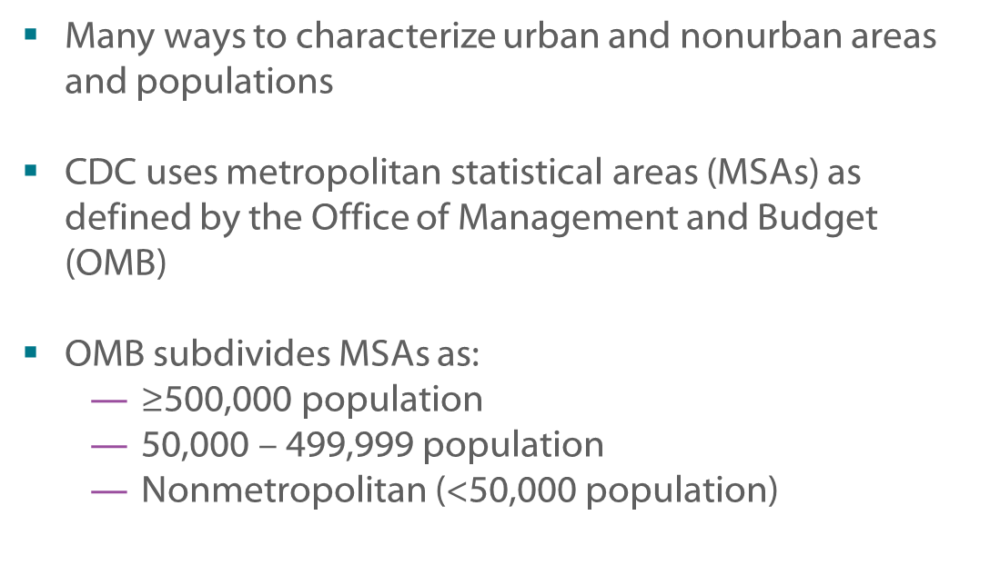 ▪ Many ways to characterize urban and nonurban areas
and populations
▪ CDC uses metropolitan statistical areas (MSAs) as
defined by the Office of Management and Budget
(OMB)
▪ OMB subdivides MSAs as:
— ≥500,000 population
— 50,000 – 499,999 population
— Nonmetropolitan (<50,000 population)